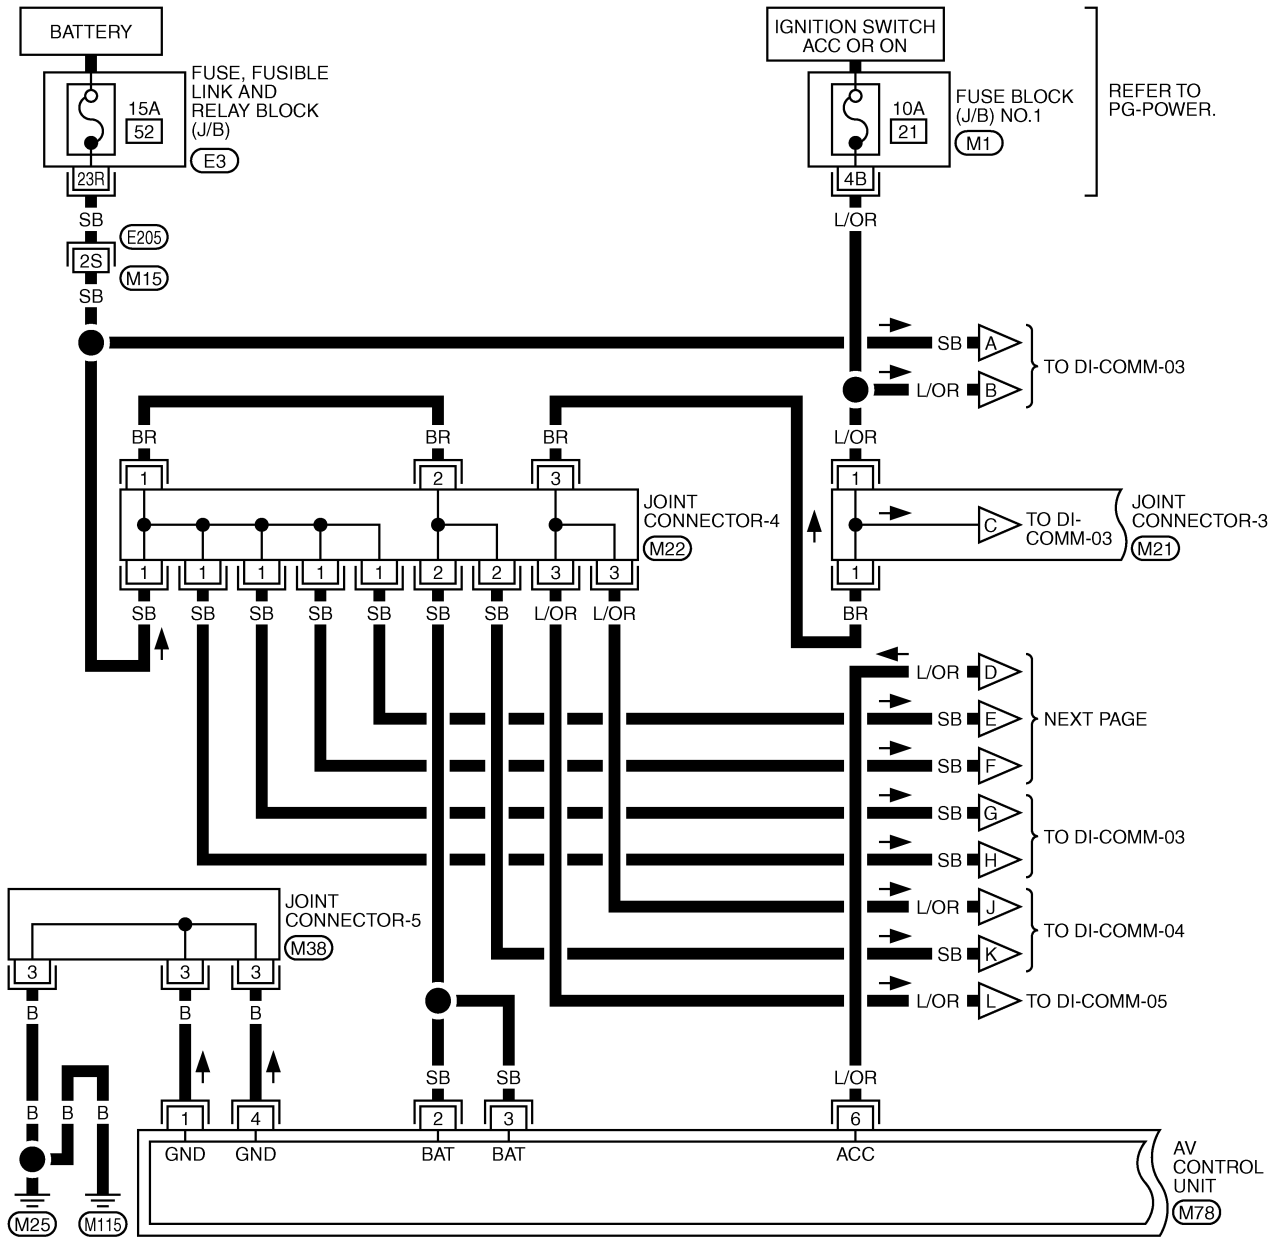 BATTERY
FUSE, FUSIBLE
LINK AND
RELAY BLOCK
(J/B)
15A
52
E3
23R
SB
E205
2S
M15
SB
IGNITION SWITCH
ACC OR ON
10A
21
FUSE BLOCK
(J/B) NO.1
M1
4B
L/OR
REFER TO
PG-POWER.
SB A
L/OR B
TO DI-COMM-03
BR BR BR L/OR
1 2 3 1
JOINT
CONNECTOR-4
M22
C TO DI-
COMM-03
JOINT
CONNECTOR-3
M21
1 1 1 1 1 2 2 3 3 1
SB SB SB SB SB SB SB L/OR L/OR BR
L/OR D
SB E
SB F
NEXT PAGE
SB G
SB H
TO DI-COMM-03
L/OR J
SB K
TO DI-COMM-04
L/OR L TO DI-COMM-05
JOINT
CONNECTOR-5
M38
3 3 3
B B B
SB SB L/OR
B B B
1 4 2 3 6
GND GND BAT BAT ACC
M25 M115
AV
CONTROL
UNIT
M78